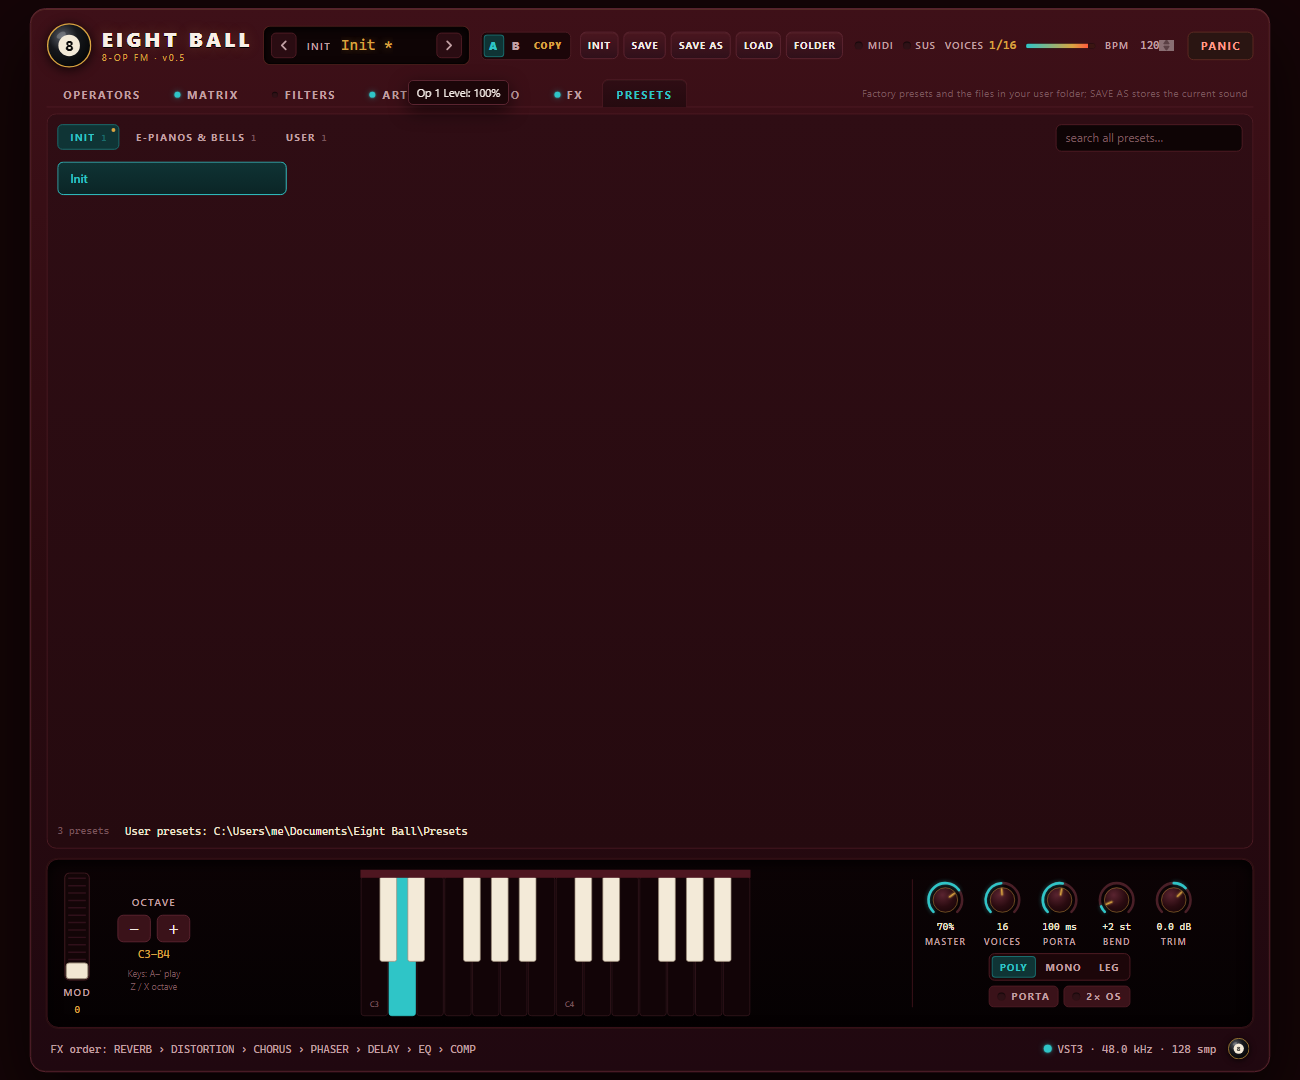 8 EIGHT BALL
8-OP FM · v0.5
INIT Init *
A B COPY
INIT SAVE SAVE AS LOAD FOLDER
MIDI SUS VOICES 1/16 BPM 120 PANIC
OPERATORS MATRIX FILTERS ART Op 1 Level: 100% O FX PRESETS
Factory presets and the files in your user folder; SAVE AS stores the current sound
INIT 1 E-PIANOS & BELLS 1 USER 1
search all presets...
Init
3 presets User presets: C:\Users\me\Documents\Eight Ball\Presets
MOD
0
OCTAVE
− +
C3–B4
Keys: A–' play
Z / X octave
C3 C4
70% 16 100 ms +2 st 0.0 dB
MASTER VOICES PORTA BEND TRIM
POLY MONO LEG
PORTA 2× OS
FX order: REVERB › DISTORTION › CHORUS › PHASER › DELAY › EQ › COMP
VST3 · 48.0 kHz · 128 smp 8